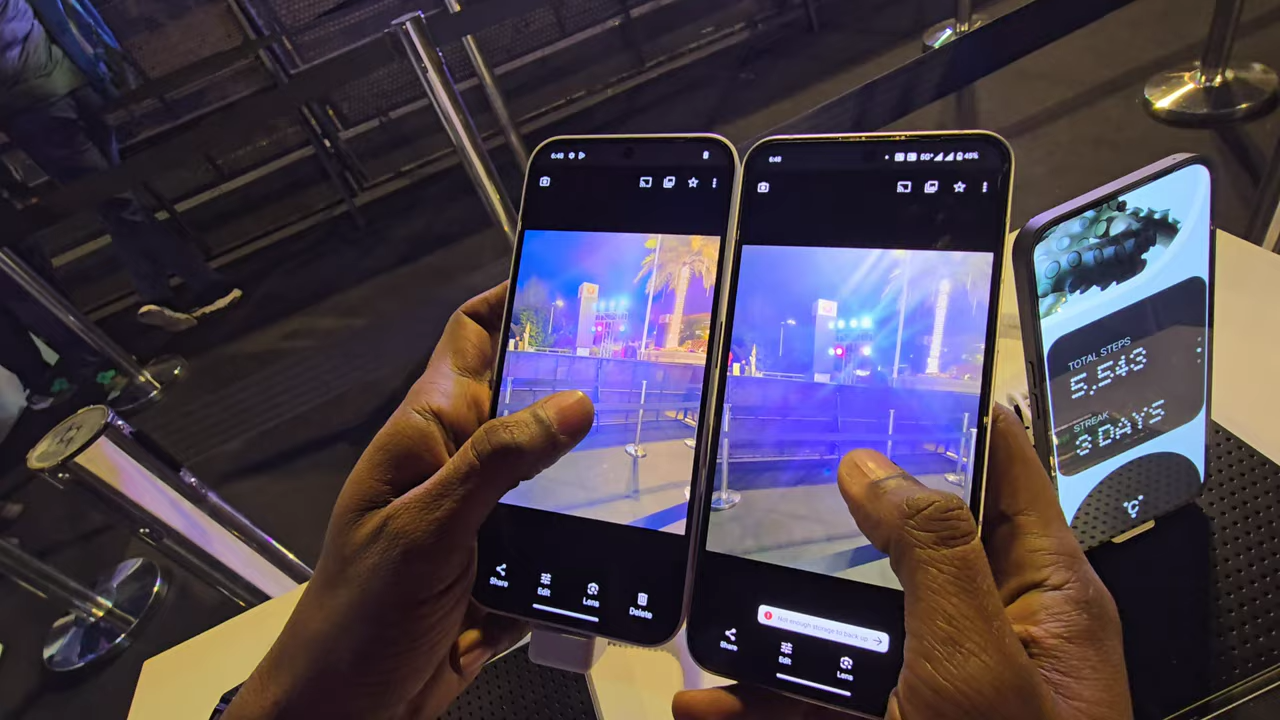 6:48
Share
Edit
Lens
Delete
6:48
5G+
45%
Not enough storage to back up
Share
Edit
Lens
TOTAL STEPS
5,543
STREAK
3 DAYS
°C